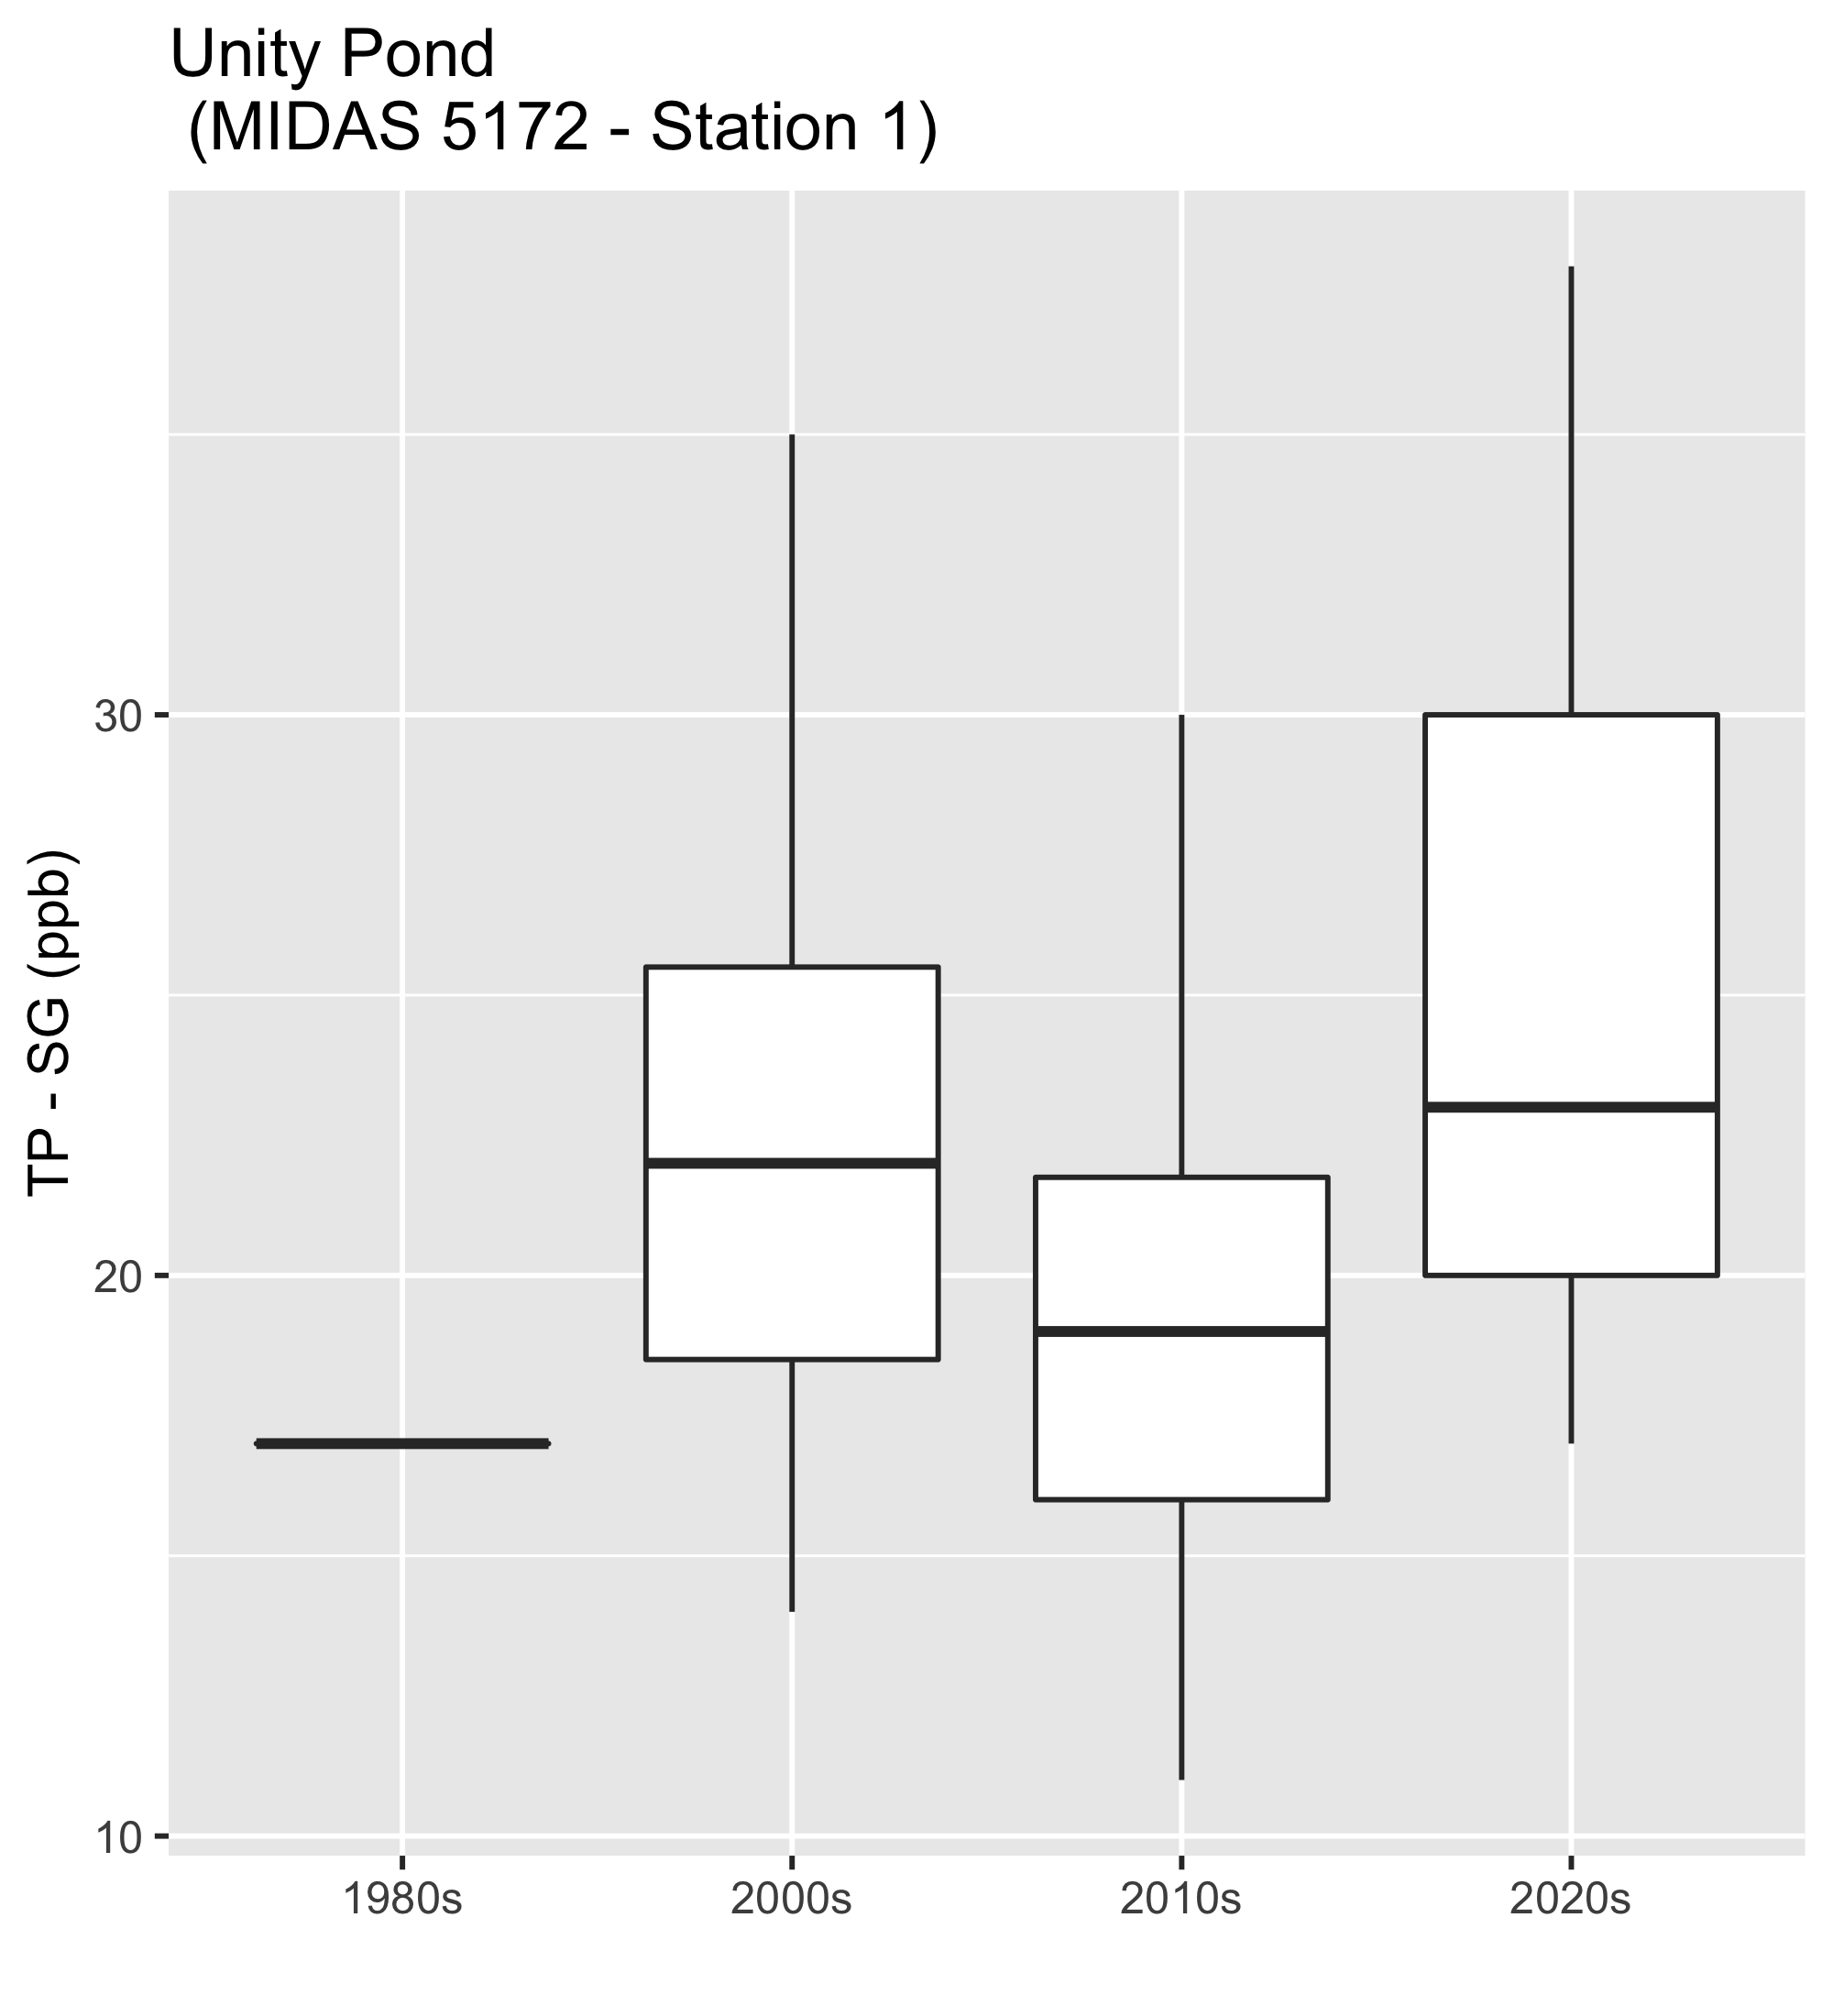 Unity Pond
(MIDAS 5172 - Station 1)
TP - SG (ppb)
30
20
10
1980s 2000s 2010s 2020s